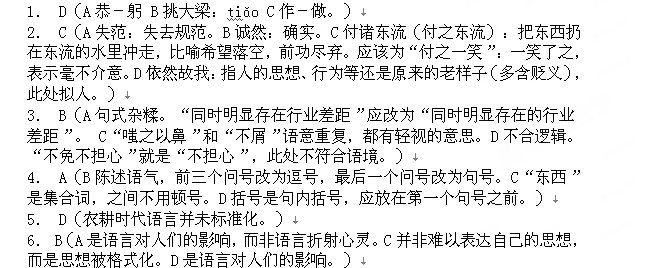 1. D（A恭－躬 B挑大梁：tiǎo C作－做。）↓
2. C（A失范：失去规范。B诚然：确实。C付诸东流（付之东流）：把东西扔
在东流的水里冲走，比喻希望落空，前功尽弃。应该为“付之一笑”：一笑了之，
表示毫不介意。D依然故我：指人的思想、行为等还是原来的老样子（多含贬义），
此处拟人。）↓
3. B（A句式杂糅。“同时明显存在行业差距”应改为“同时明显存在的行业
差距”。 C“嗤之以鼻”和“不屑”语意重复，都有轻视的意思。D不合逻辑。
“不免不担心”就是“不担心”，此处不符合语境。）↓
4. A（B陈述语气，前三个问号改为逗号，最后一个问号改为句号。C“东西”
是集合词，之间不用顿号。D括号是句内括号，应放在第一个句号之前。）↓
5. D（农耕时代语言并未标准化。）↓
6. B（A是语言对人们的影响，而非语言折射心灵。C并非难以表达自己的思想，
而是思想被格式化。D是语言对人们的影响。）↓